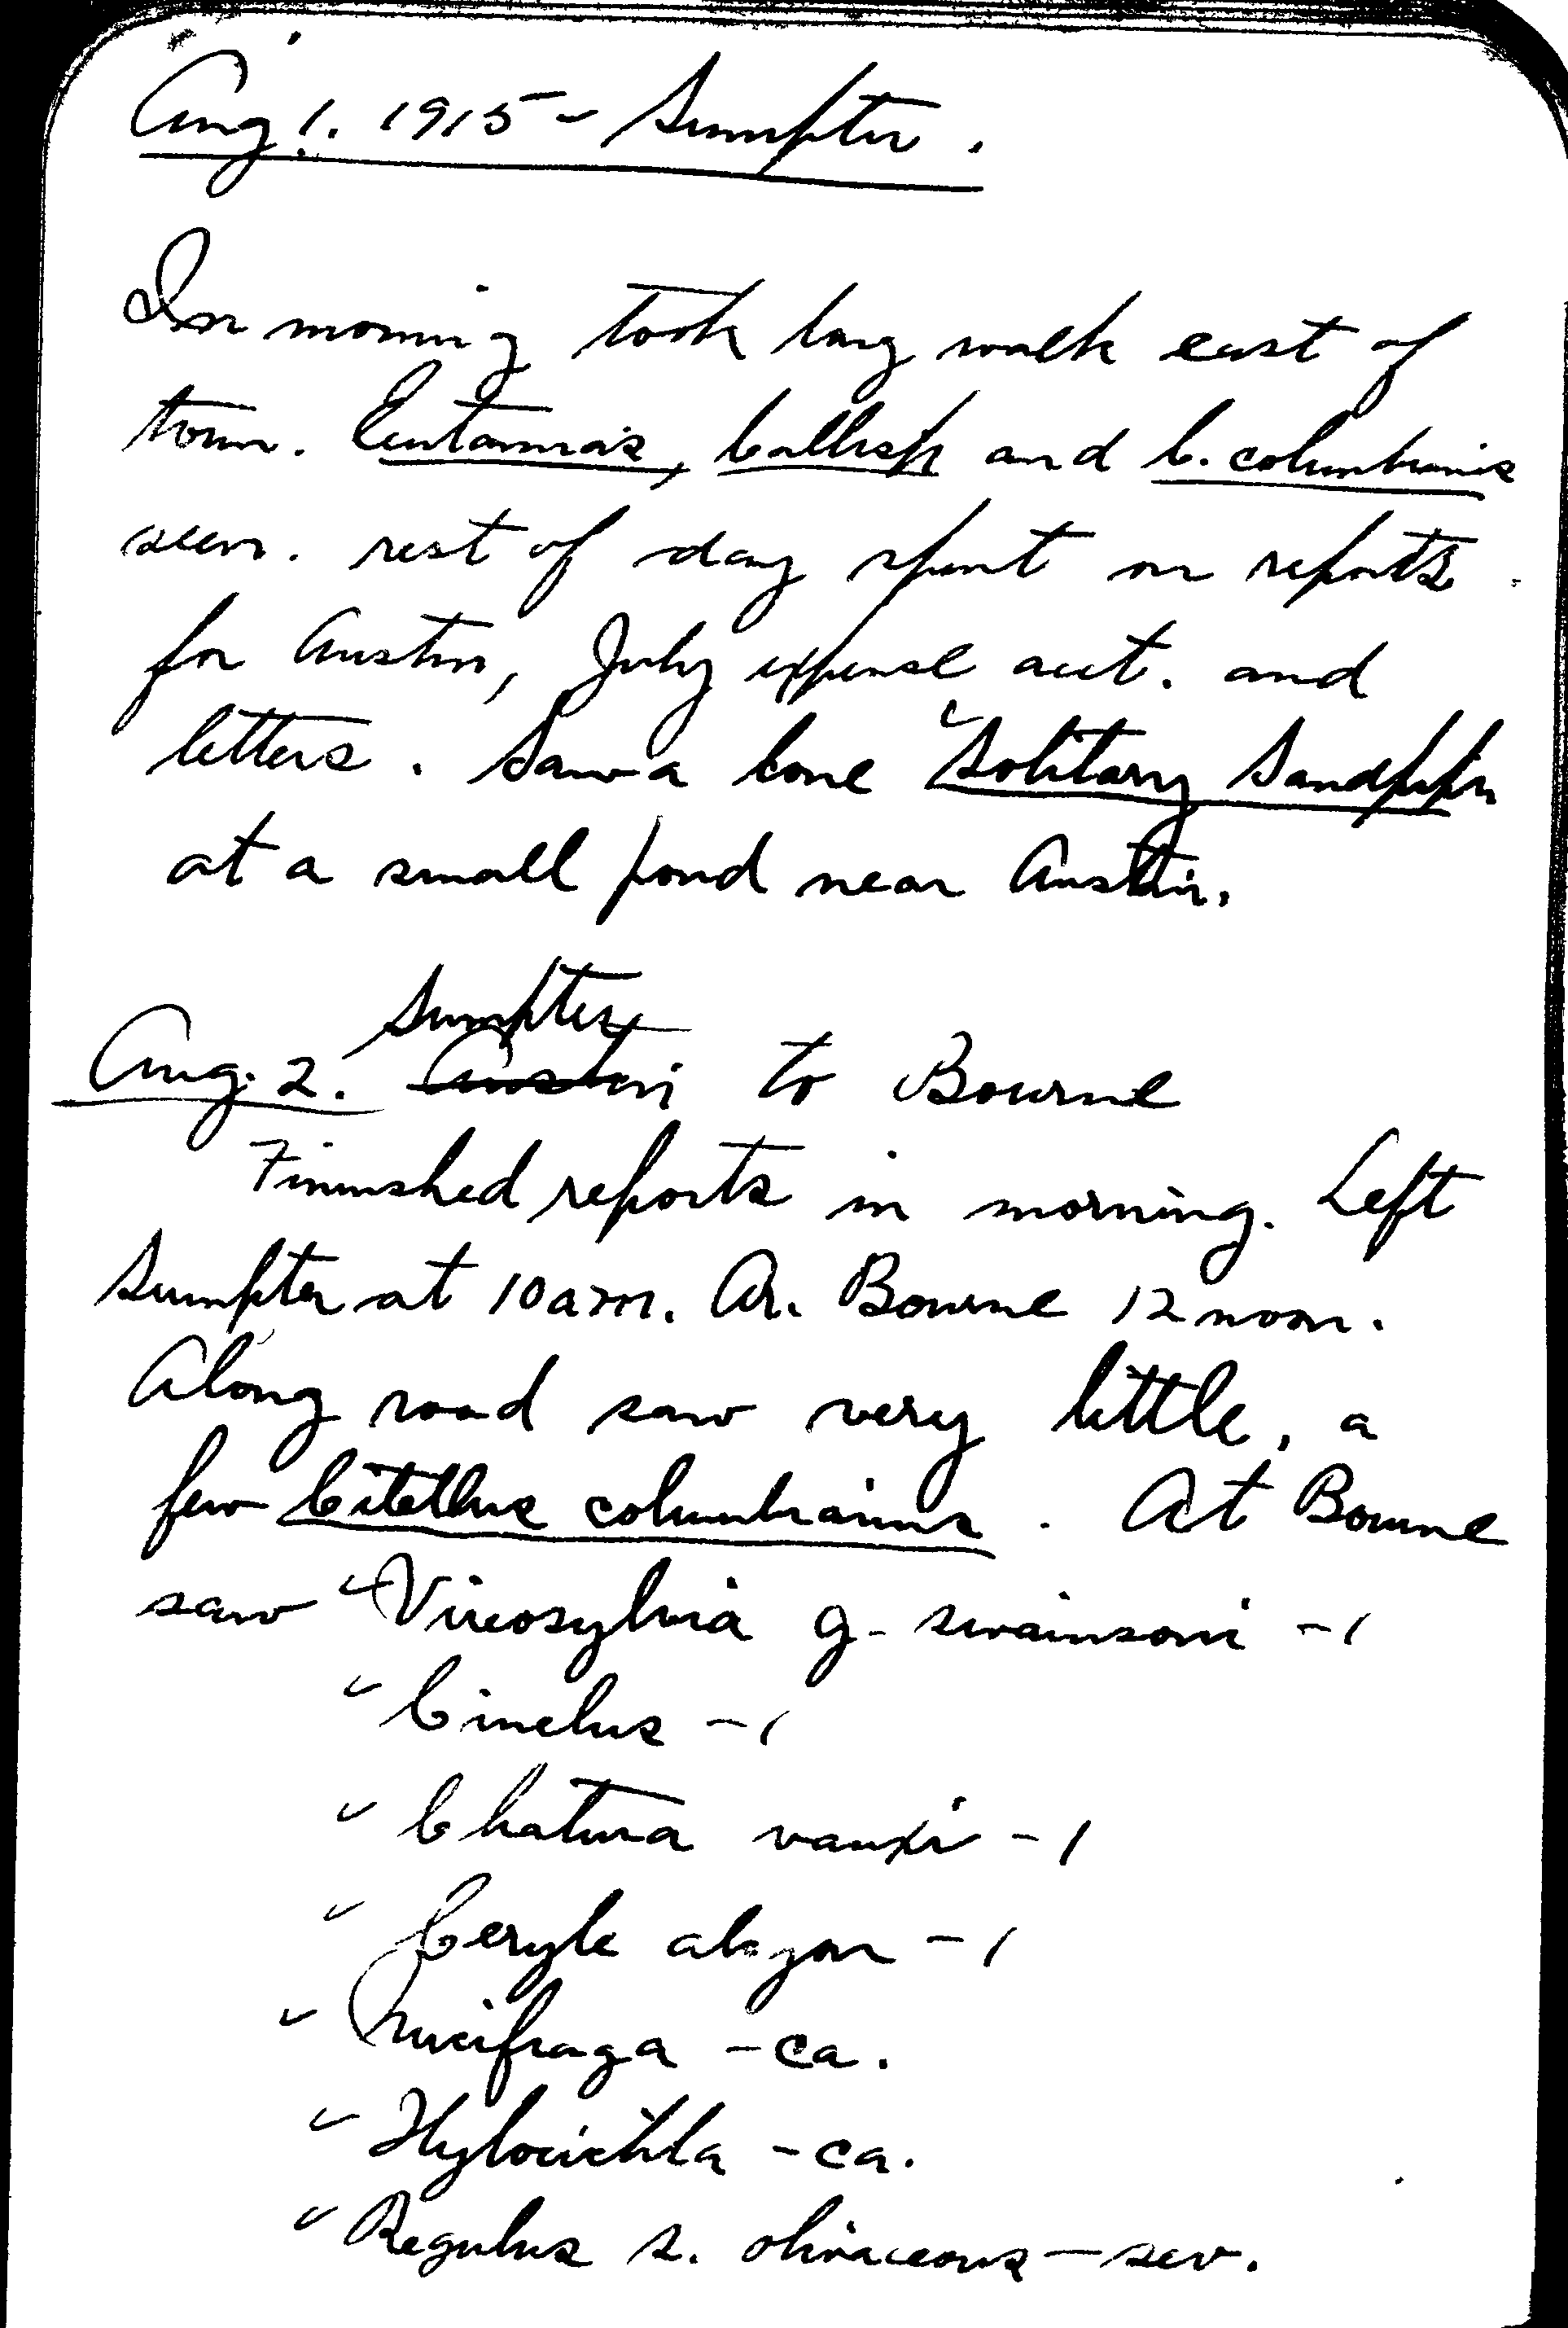 Aug. 1. 1915 - Sumpter.
In morning took long walk east of
town. Eutamias, Callosp and C. columbianis
seen. rest of day spent on reports
for Austin, July expense acct. and
letters. Saw a lone Solitary Sandpiper
at a small pond near Austin.
Sumpter
Aug. 2. Austin to Bourne
Finished reports in morning. Left
Sumpter at 10 a.m. Ar. Bourne 12 noon.
Along road saw very little, a
few Citellus columbianus. At Bourne
saw ✓ Vireosylvia g. swainsoni - 1
✓ Cinclus - 1
✓ Chatura vauxi - 1
✓ Ceryle alcyon - 1
✓ Nucifraga - ca.
✓ Hylocichla - ca.
✓ Regulus s. olivaceous - sev.